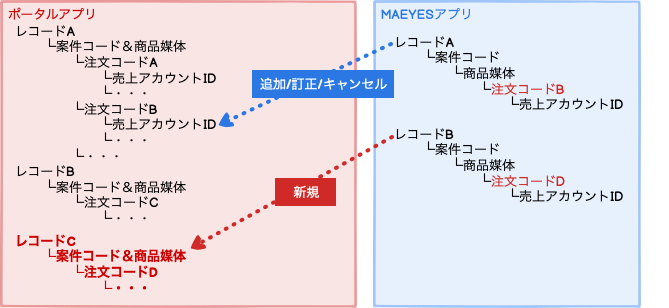 ポータルアプリ
レコードA
└案件コード＆商品媒体
└注文コードA
└売上アカウントID
└・・・
└注文コードB
└売上アカウントID
└・・・
└・・・
レコードB
└案件コード＆商品媒体
└注文コードC
└・・・
レコードC
└案件コード＆商品媒体
└注文コードD
└・・・
追加/訂正/キャンセル
新規
MAEYESアプリ
レコードA
└案件コード
└商品媒体
└注文コードB
└売上アカウントID
レコードB
└案件コード
└商品媒体
└注文コードD
└売上アカウントID